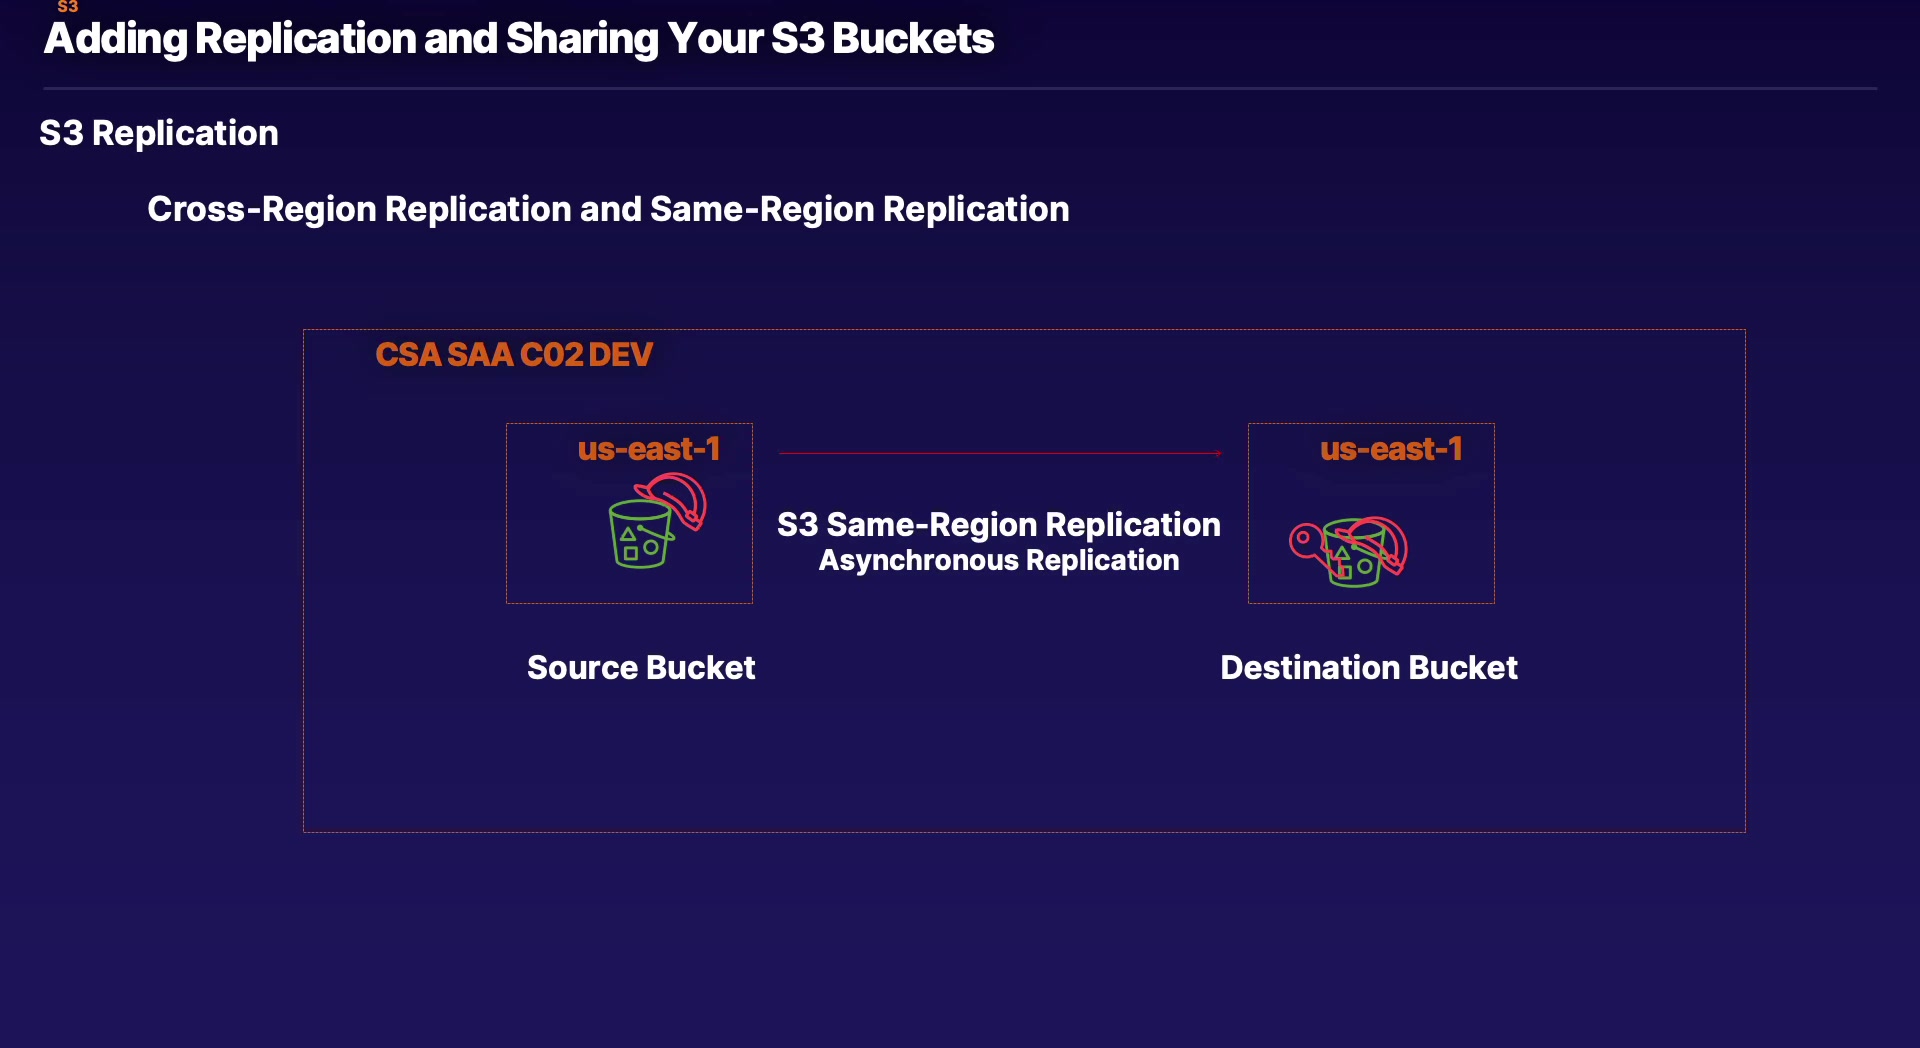 S3
Adding Replication and Sharing Your S3 Buckets
S3 Replication
Cross-Region Replication and Same-Region Replication
CSA SAA C02 DEV
us-east-1
us-east-1
S3 Same-Region Replication
Asynchronous Replication
Source Bucket
Destination Bucket